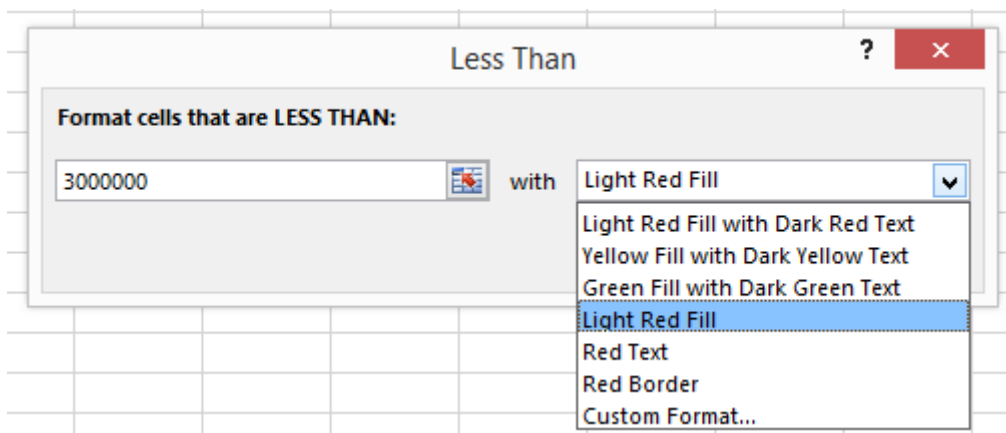 Less Than
?
Format cells that are LESS THAN:
3000000 with Light Red Fill
Light Red Fill with Dark Red Text
Yellow Fill with Dark Yellow Text
Green Fill with Dark Green Text
Light Red Fill
Red Text
Red Border
Custom Format...